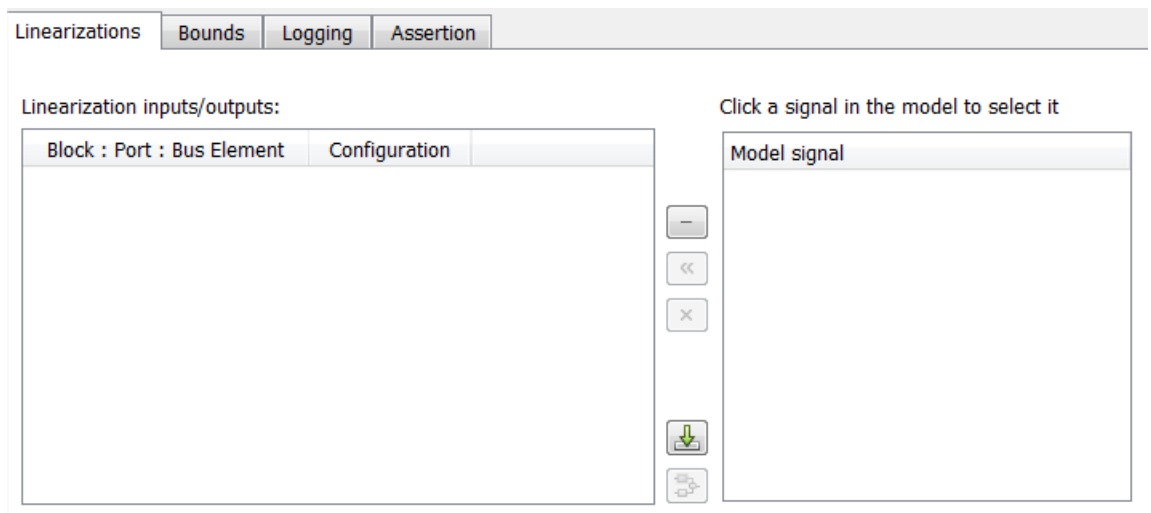 Linearizations Bounds Logging Assertion
Linearization inputs/outputs:
Click a signal in the model to select it
Block : Port : Bus Element Configuration
Model signal